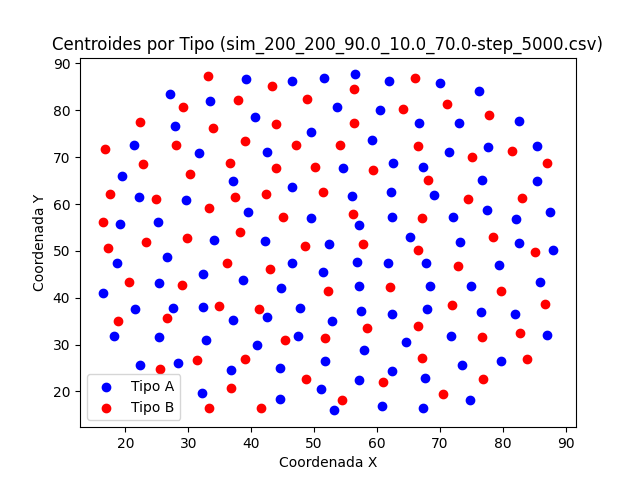 Centroides por Tipo (sim_200_200_90.0_10.0_70.0-step_5000.csv)
90
80
70
60
50
40
30
20
Coordenada Y
Tipo A
Tipo B
20 30 40 50 60 70 80 90
Coordenada X